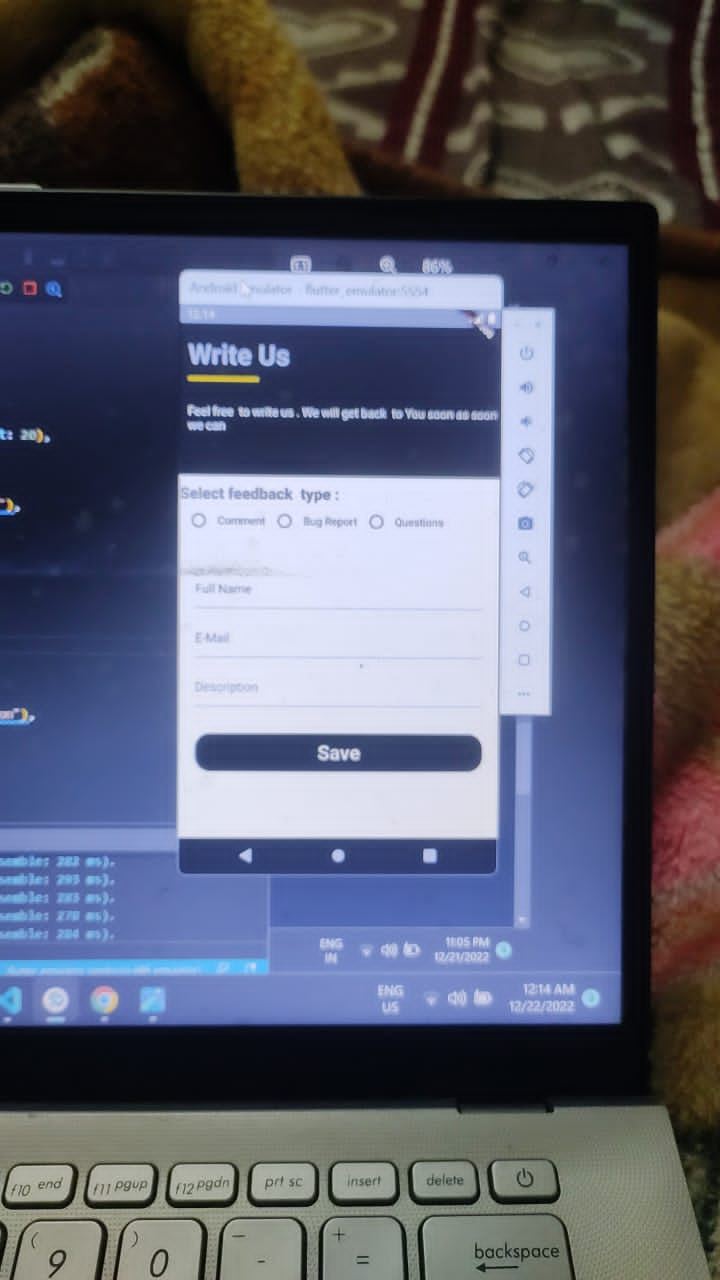 86%
Android Emulator - flutter_emulator:5554
12:14
Write Us
Feel free to write us . We will get back to You soon as soon
we can
t: 20),
"),
Select feedback type :
Comment Bug Report Questions
Full Name
E-Mail
Description
on"),
Save
semble: 282 ms).
semble: 293 ms).
semble: 283 ms).
semble: 278 ms).
semble: 284 ms).
ENG
IN
11:05 PM
12/21/2022
ENG
US
12:14 AM
12/22/2022
f10 end f11 pgup f12 pgdn prt sc insert delete
( ) _ +
9 0 - = backspace